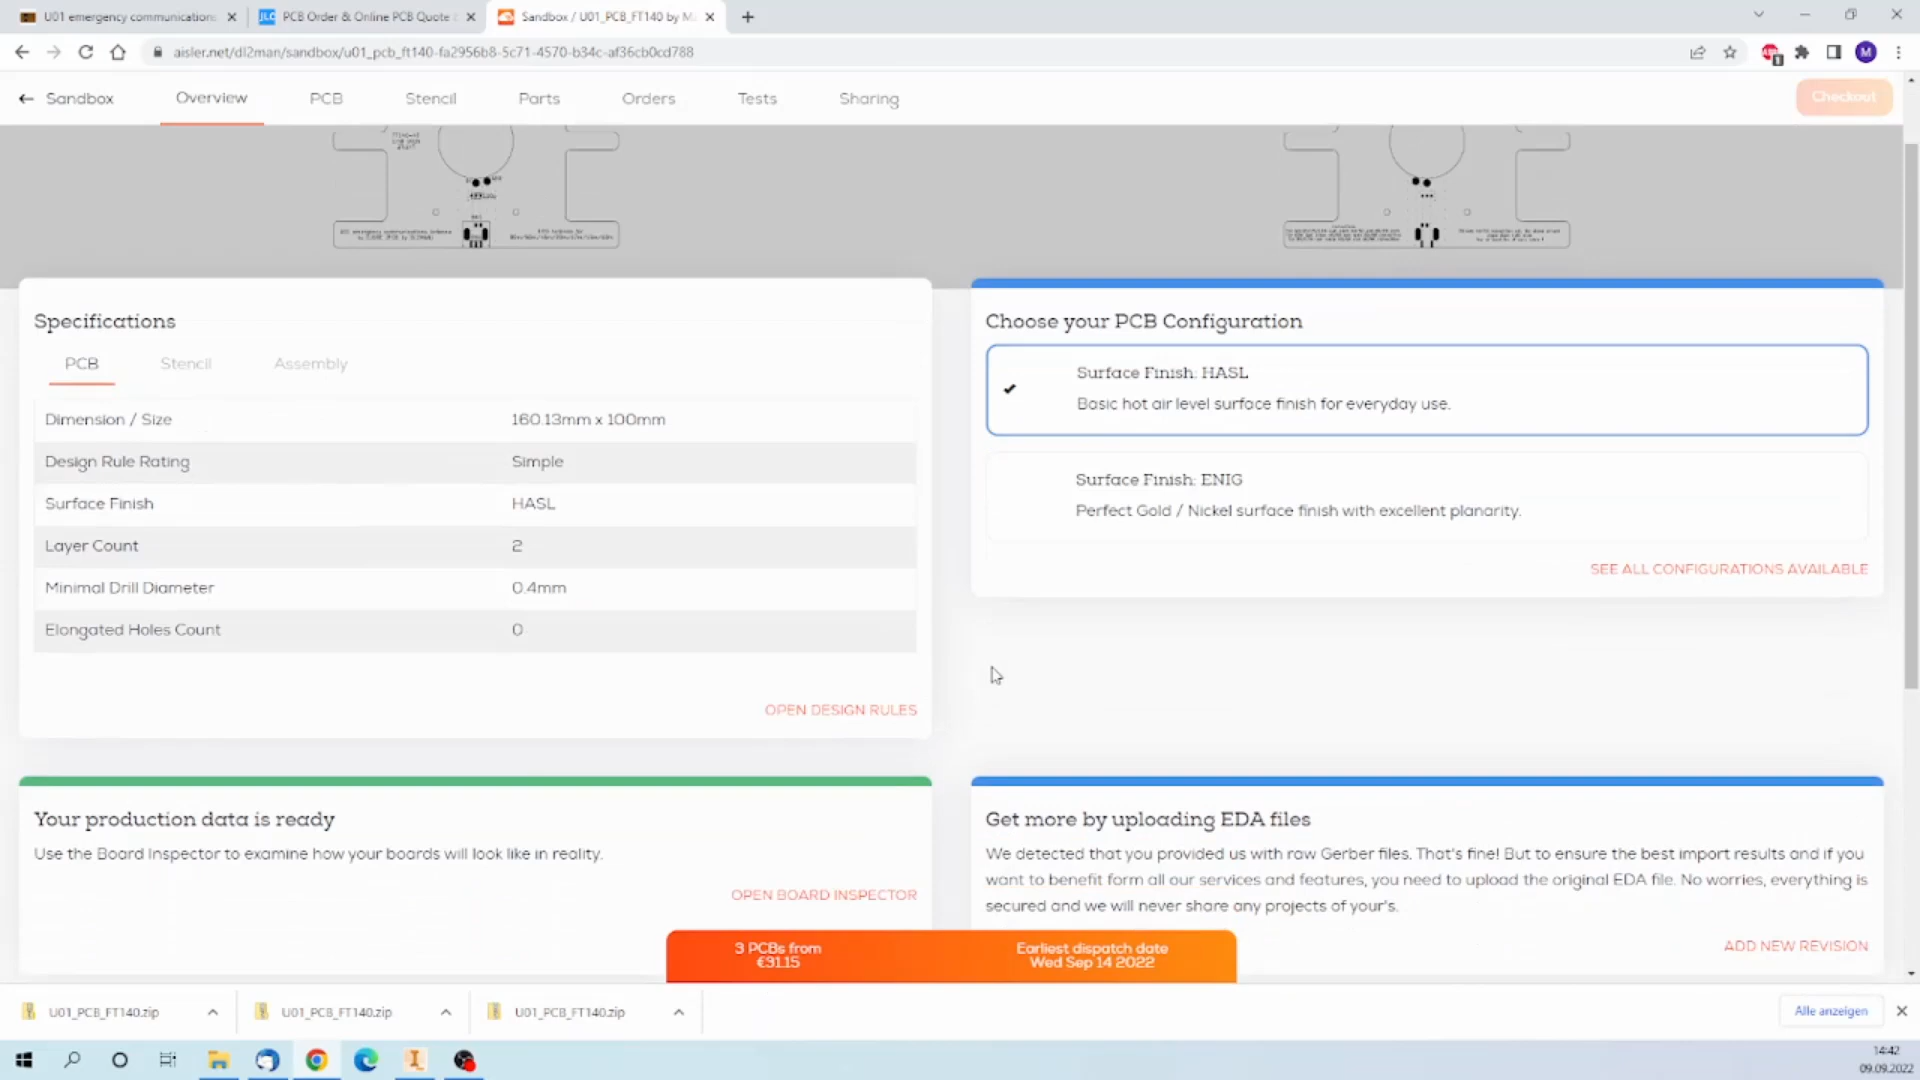 U01 emergency communications
PCB Order & Online PCB Quote
Sandbox / U01_PCB_FT140 by M
aisler.net/dl2man/sandbox/u01_pcb_ft140-fa2956b8-5c71-4570-b34c-af36cb0cd788
M
Sandbox
Overview
PCB
Stencil
Parts
Orders
Tests
Sharing
Checkout
Specifications
PCB
Stencil
Assembly
Dimension / Size
160.13mm x 100mm
Design Rule Rating
Simple
Surface Finish
HASL
Layer Count
2
Minimal Drill Diameter
0.4mm
Elongated Holes Count
0
OPEN DESIGN RULES
Choose your PCB Configuration
Surface Finish: HASL
Basic hot air level surface finish for everyday use.
Surface Finish: ENIG
Perfect Gold / Nickel surface finish with excellent planarity.
SEE ALL CONFIGURATIONS AVAILABLE
Your production data is ready
Use the Board Inspector to examine how your boards will look like in reality.
OPEN BOARD INSPECTOR
Get more by uploading EDA files
We detected that you provided us with raw Gerber files. That's fine! But to ensure the best import results and if you
want to benefit form all our services and features, you need to upload the original EDA file. No worries, everything is
secured and we will never share any projects of your's.
ADD NEW REVISION
3 PCBs from
€31.15
Earliest dispatch date
Wed Sep 14 2022
U01_PCB_FT140.zip
U01_PCB_FT140.zip
U01_PCB_FT140.zip
Alle anzeigen
14:42
09.09.2022